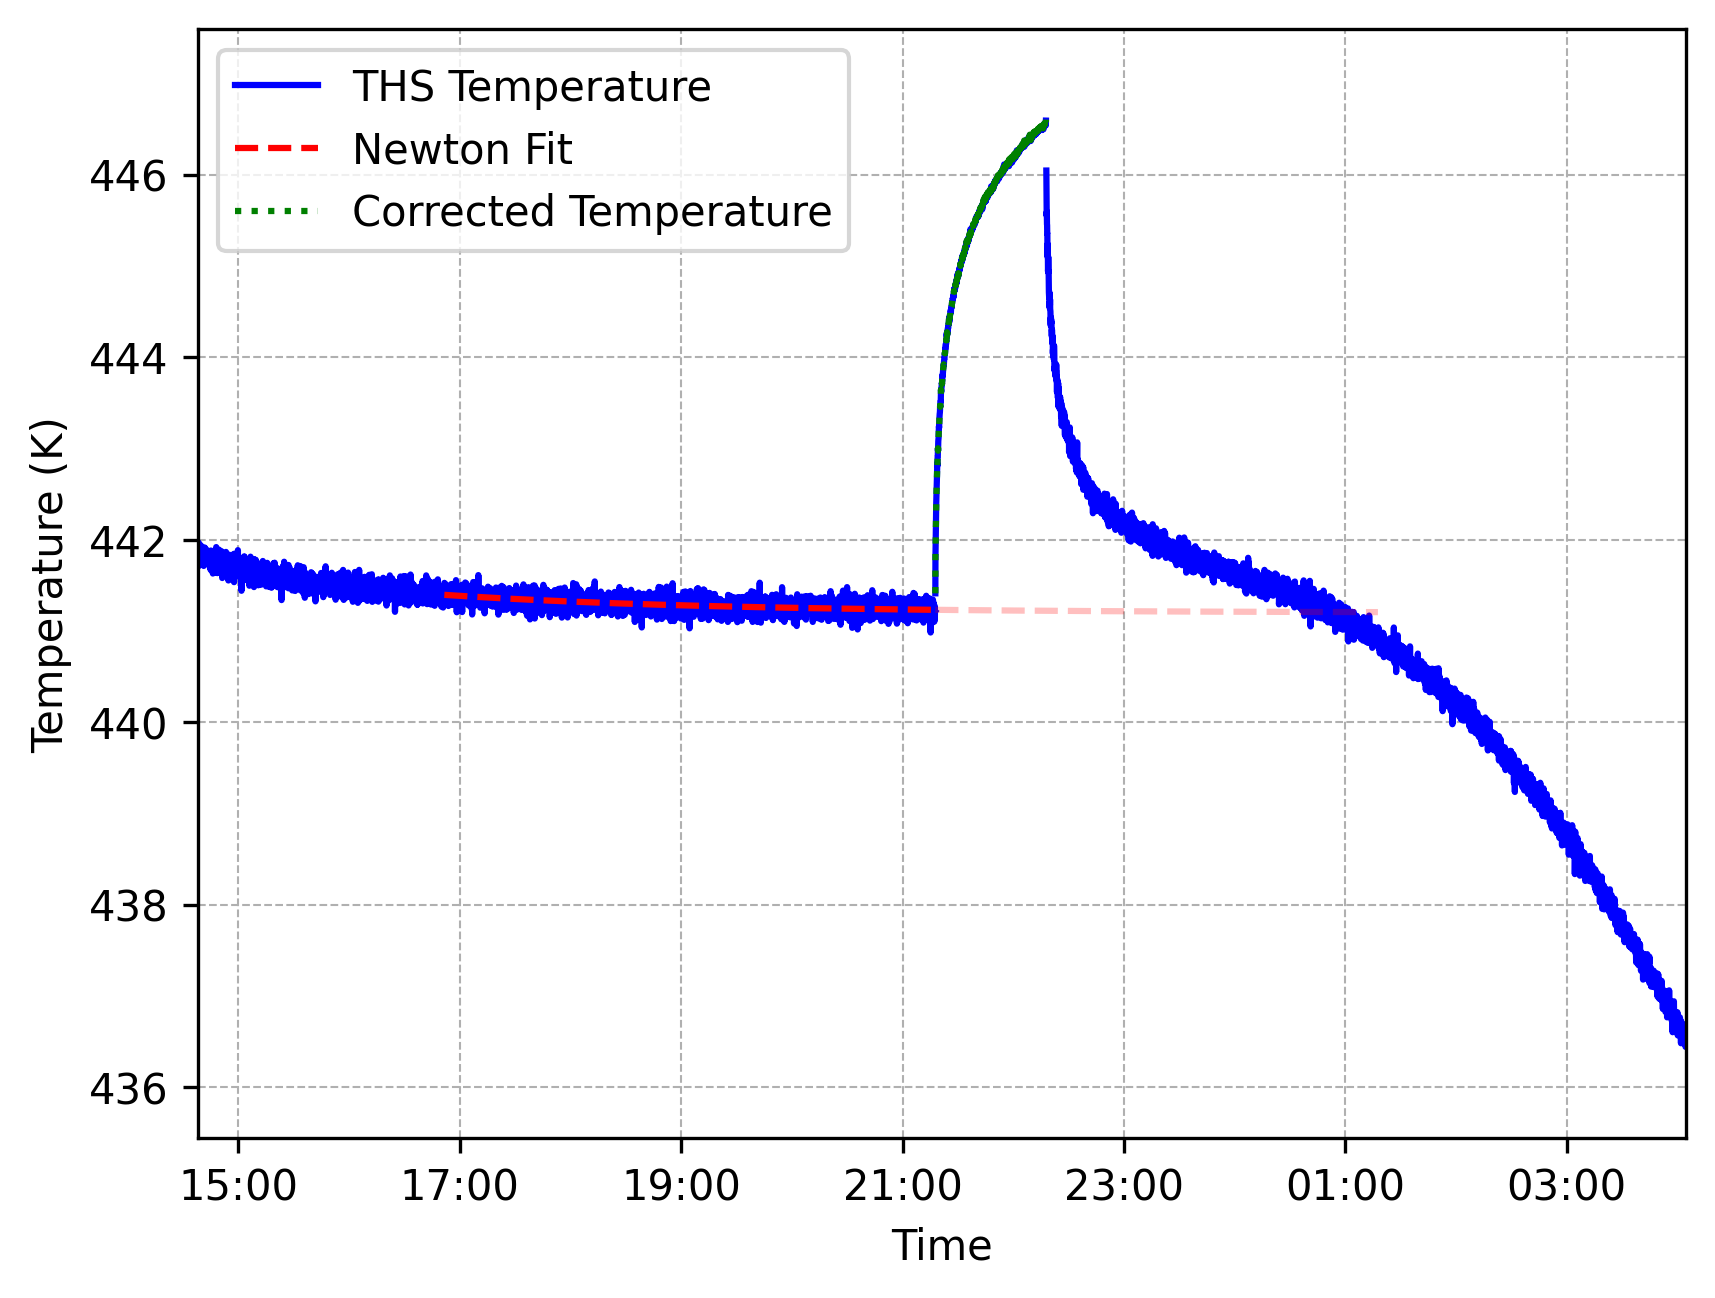 THS Temperature
Newton Fit
Corrected Temperature
446
444
442
440
438
436
Temperature (K)
15:00 17:00 19:00 21:00 23:00 01:00 03:00
Time